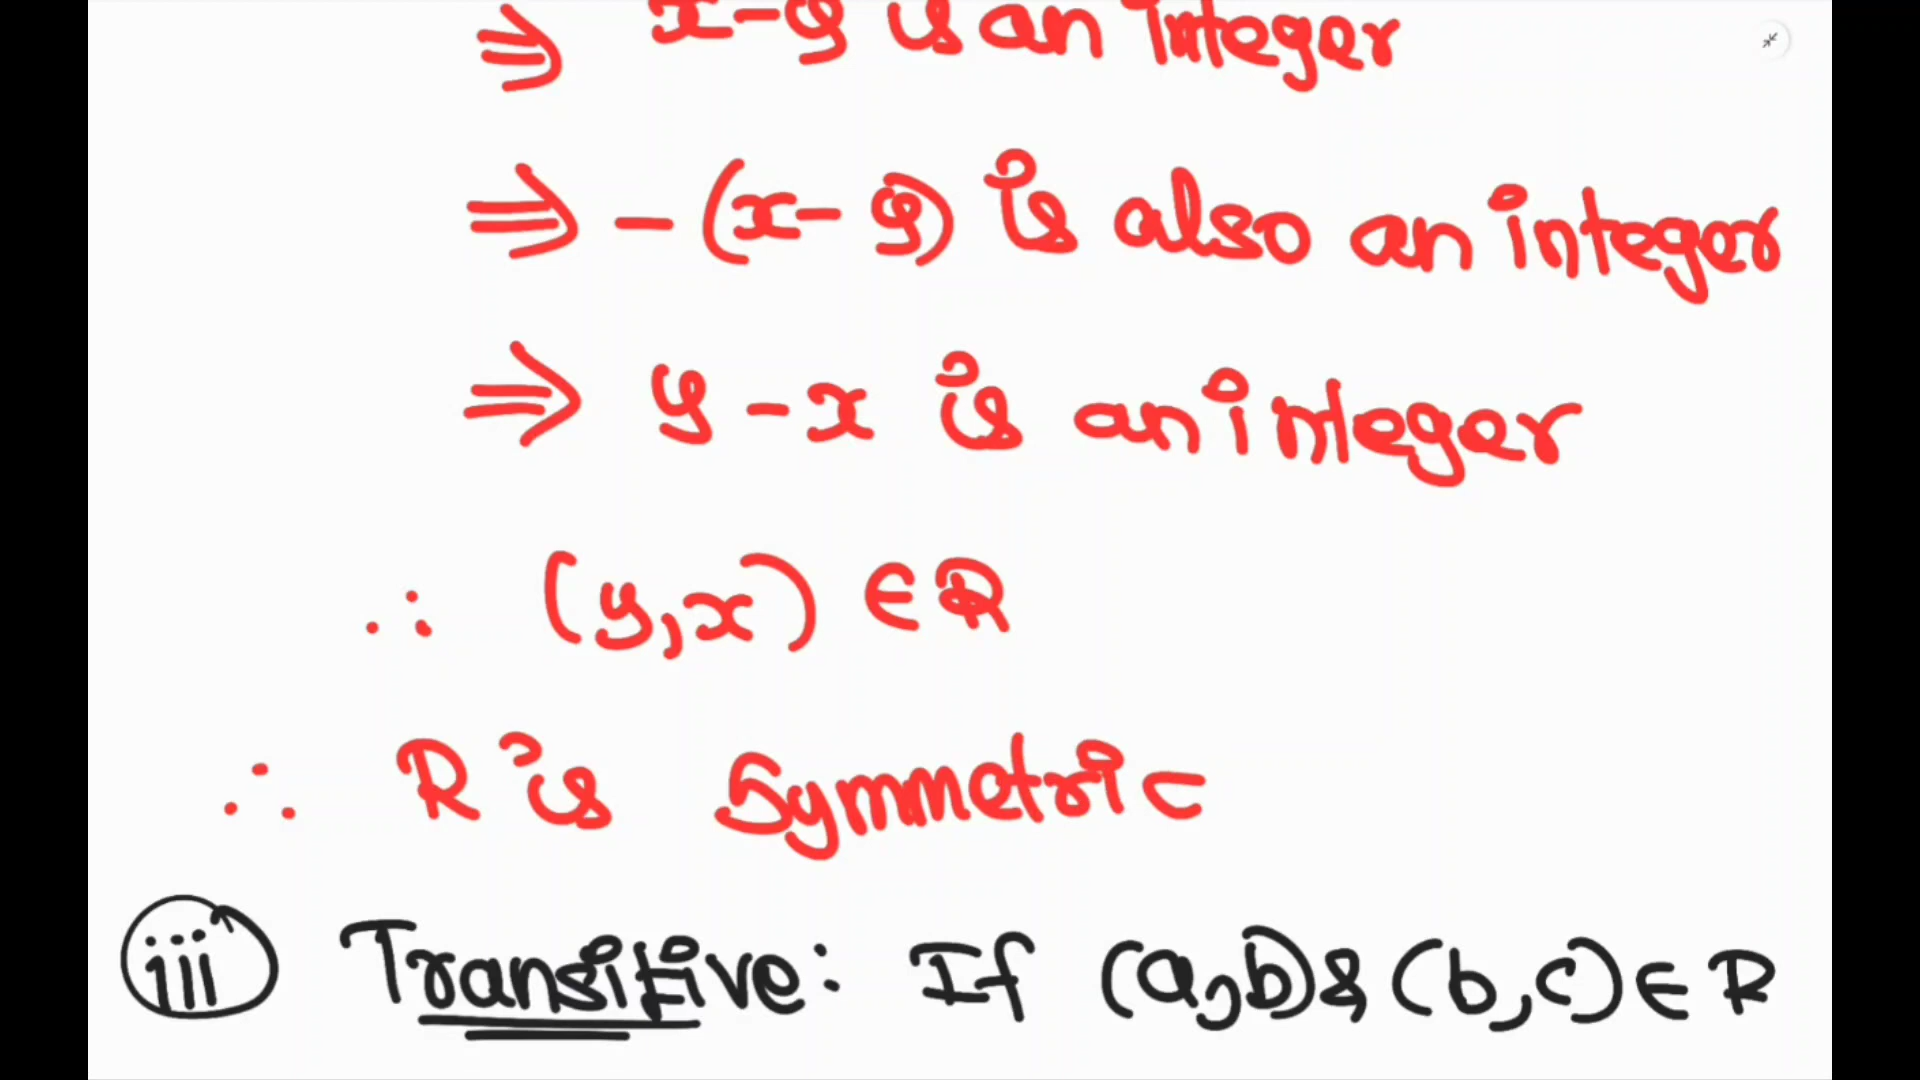 ⇒ x-y is an integer
⇒ -(x-y) is also an integer
⇒ y-x is an integer
∴ (y,x) ∈ R
∴ R is Symmetric
iii Transitive: If (a,b) & (b,c) ∈ R